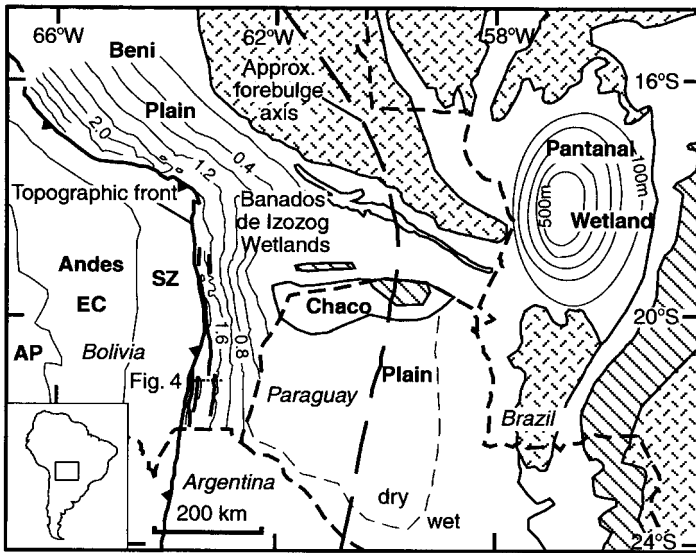 66°W
62°W
58°W
Beni
Plain
Approx.
forebulge
axis
16°S
2.0
1.2
0.4
Pantanal
100m
500m
Wetland
Topographic front
Banados
de Izozog
Wetlands
Andes
SZ
EC
Chaco
20°S
1.6
0.8
AP
Bolivia
Fig. 4
Paraguay
Plain
Brazil
Argentina
dry
wet
200 km
24°S